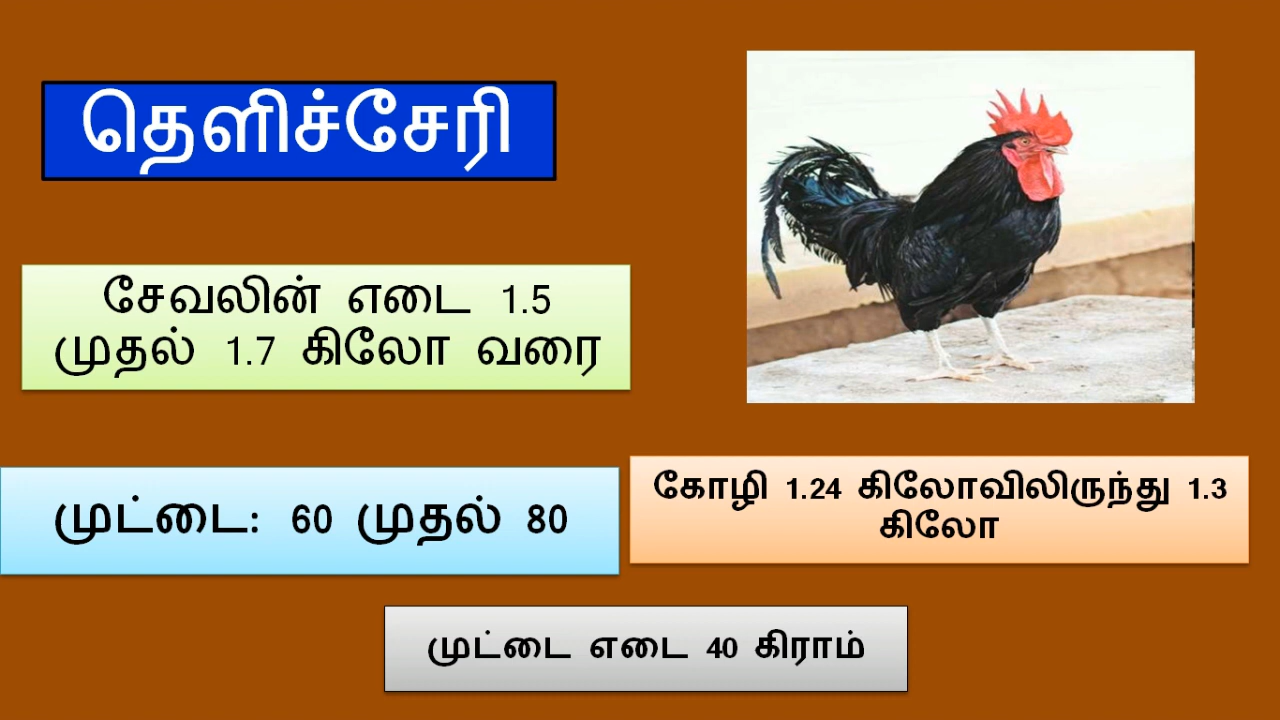 தெளிச்சேரி
சேவலின் எடை 1.5
முதல் 1.7 கிலோ வரை
முட்டை: 60 முதல் 80
கோழி 1.24 கிலோவிலிருந்து 1.3
கிலோ
முட்டை எடை 40 கிராம்